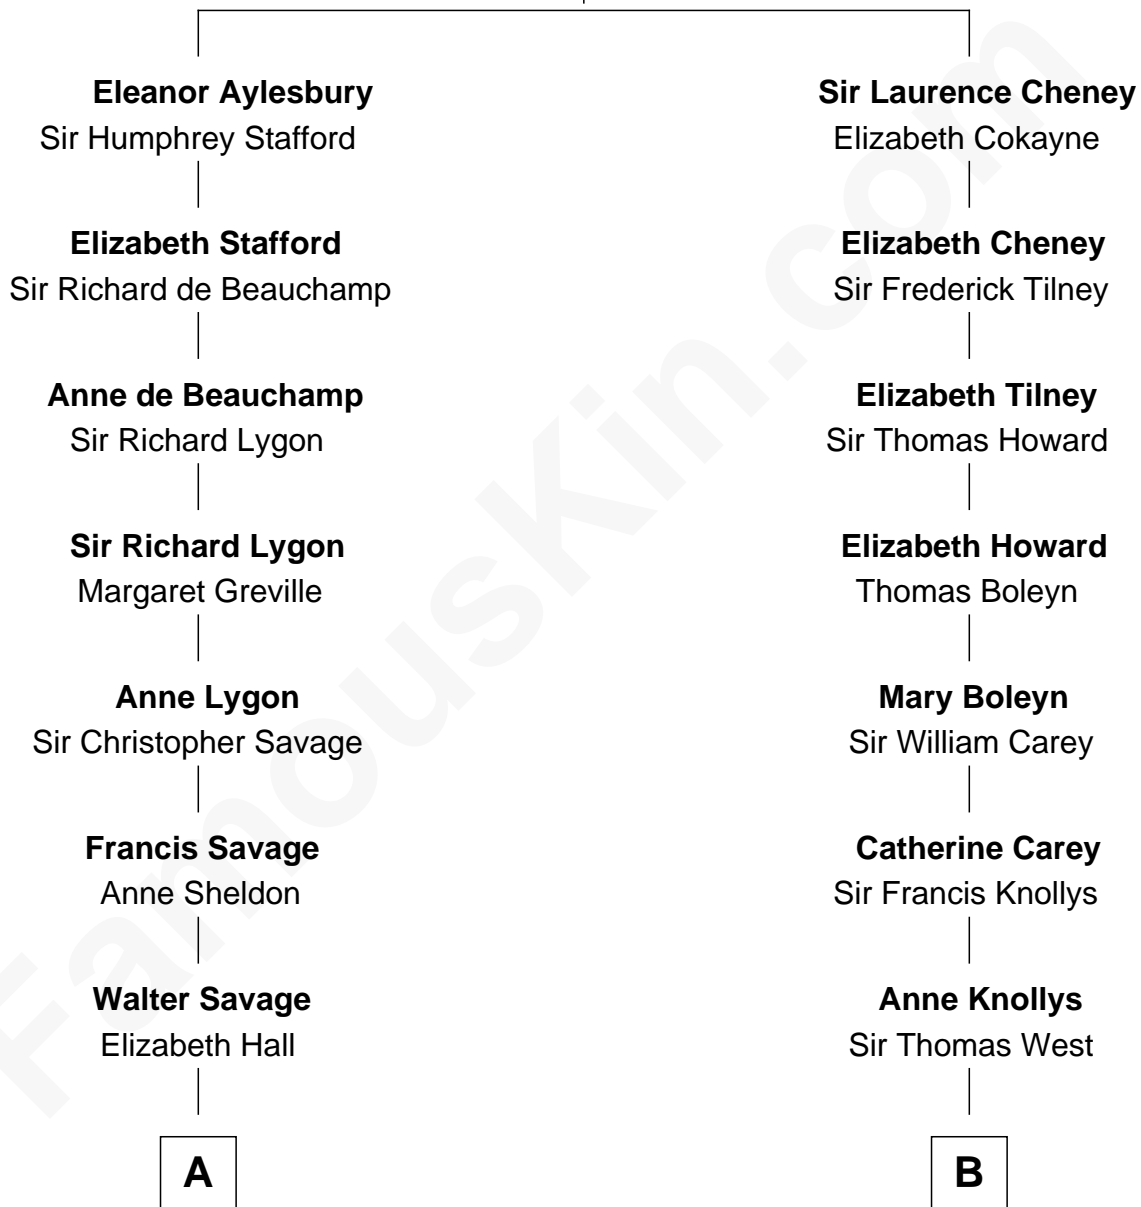 Eleanor Aylesbury
Sir Humphrey Stafford
Elizabeth Stafford
Sir Richard de Beauchamp
Anne de Beauchamp
Sir Richard Lygon
Sir Richard Lygon
Margaret Greville
Anne Lygon
Sir Christopher Savage
Francis Savage
Anne Sheldon
Walter Savage
Elizabeth Hall
A
Sir Laurence Cheney
Elizabeth Cokayne
Elizabeth Cheney
Sir Frederick Tilney
Elizabeth Tilney
Sir Thomas Howard
Elizabeth Howard
Thomas Boleyn
Mary Boleyn
Sir William Carey
Catherine Carey
Sir Francis Knollys
Anne Knollys
Sir Thomas West
B
FamousKin.com